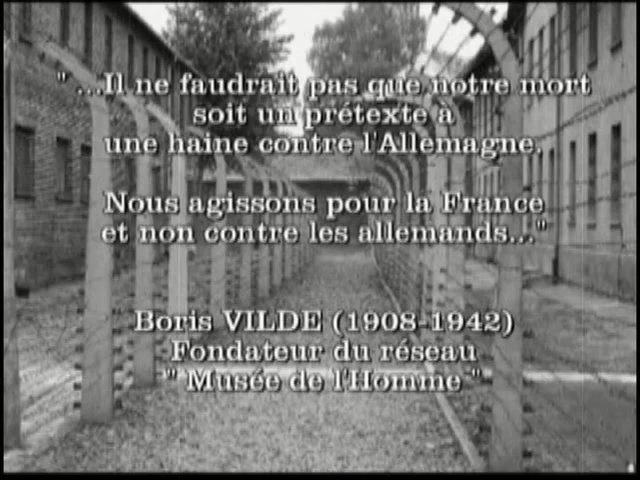 " ...Il ne faudrait pas que notre mort
soit un prétexte à
une haine contre l'Allemagne.
Nous agissons pour la France
et non contre les allemands..."
Boris VILDE (1908-1942)
Fondateur du réseau
" Musée de l'Homme "